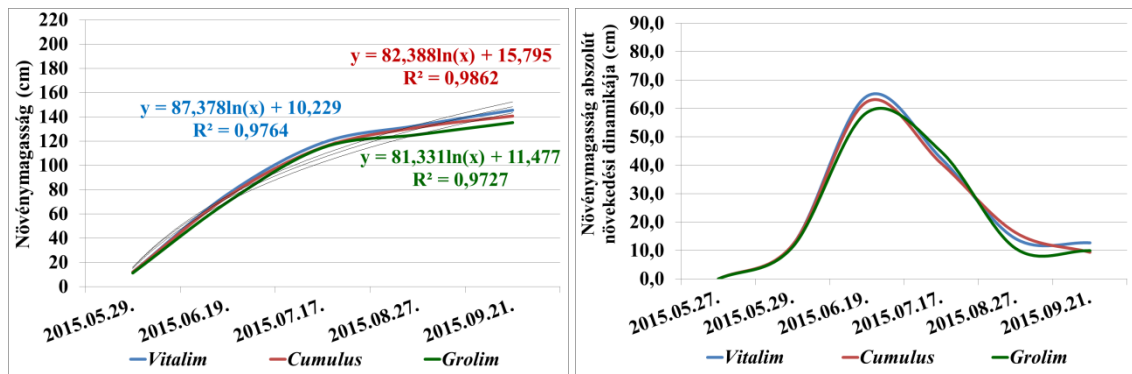 Növénymagasság (cm)
220
200
180
160
140
120
100
80
60
40
20
0
y = 82,388ln(x) + 15,795
R² = 0,9862
y = 87,378ln(x) + 10,229
R² = 0,9764
y = 81,331ln(x) + 11,477
R² = 0,9727
2015.05.29.
2015.06.19.
2015.07.17.
2015.08.27.
2015.09.21.
Vitalim
Cumulus
Grolim
Növénymagasság abszolút
növekedési dinamikája (cm)
90,0
80,0
70,0
60,0
50,0
40,0
30,0
20,0
10,0
0,0
2015.05.27.
2015.05.29.
2015.06.19.
2015.07.17.
2015.08.27.
2015.09.21.
Vitalim
Cumulus
Grolim